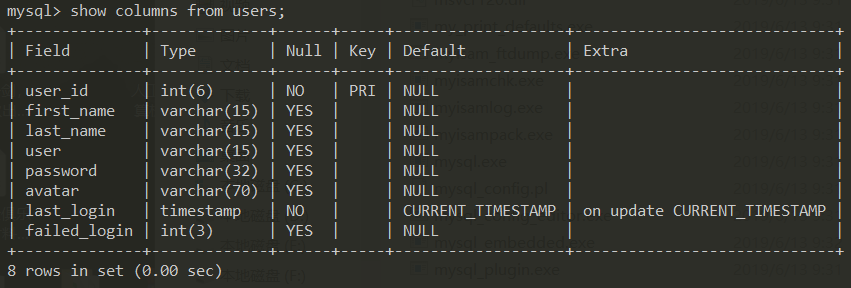 mysql> show columns from users;
+--------------+-------------+------+-----+-------------------+-----------------------------+
| Field        | Type        | Null | Key | Default           | Extra                       |
+--------------+-------------+------+-----+-------------------+-----------------------------+
| user_id      | int(6)      | NO   | PRI | NULL              |                             |
| first_name   | varchar(15) | YES  |     | NULL              |                             |
| last_name    | varchar(15) | YES  |     | NULL              |                             |
| user         | varchar(15) | YES  |     | NULL              |                             |
| password     | varchar(32) | YES  |     | NULL              |                             |
| avatar       | varchar(70) | YES  |     | NULL              |                             |
| last_login   | timestamp   | NO   |     | CURRENT_TIMESTAMP | on update CURRENT_TIMESTAMP |
| failed_login | int(3)      | YES  |     | NULL              |                             |
+--------------+-------------+------+-----+-------------------+-----------------------------+
8 rows in set (0.00 sec)